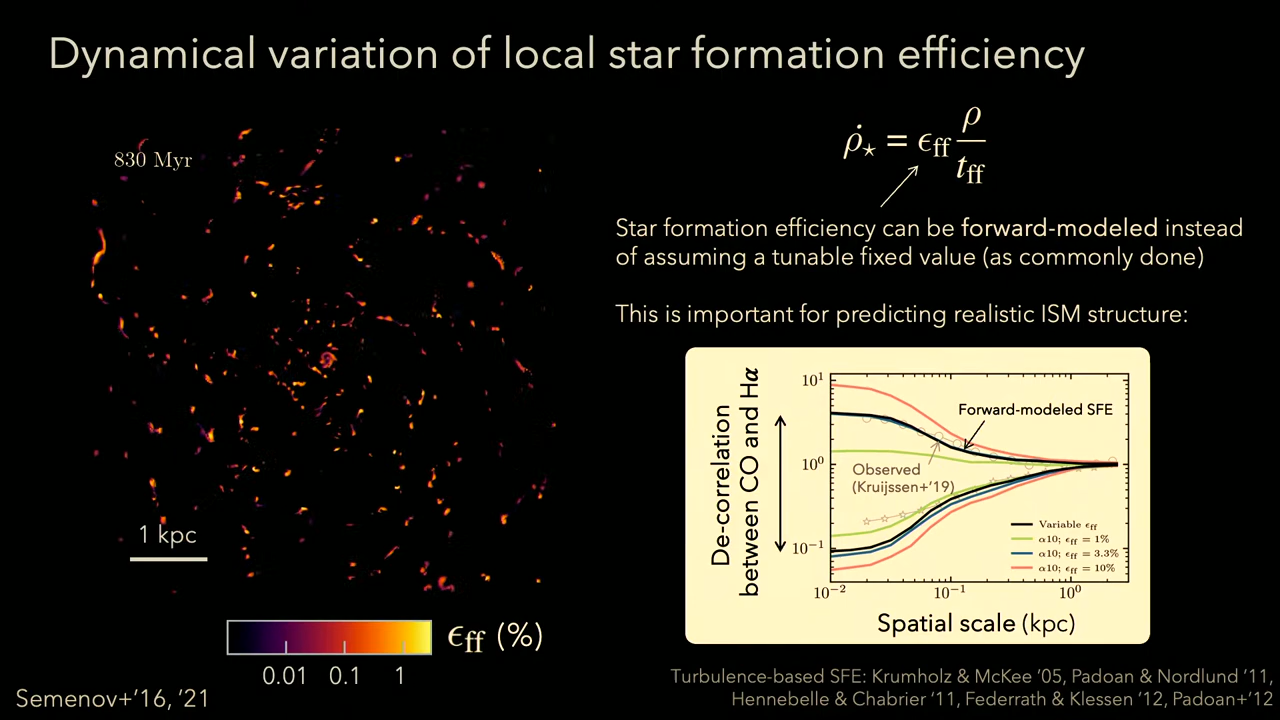 Dynamical variation of local star formation efficiency
830 Myr
1 kpc
0.01 0.1 1
ϵff (%)
Semenov+'16, '21
ρ̇⋆ = ϵff ρ / tff
Star formation efficiency can be forward-modeled instead
of assuming a tunable fixed value (as commonly done)
This is important for predicting realistic ISM structure:
De-correlation
between CO and Hα
10¹
10⁰
10⁻¹
Forward-modeled SFE
Observed
(Kruijssen+'19)
Variable ϵff
α10; ϵff = 1%
α10; ϵff = 3.3%
α10; ϵff = 10%
10⁻² 10⁻¹ 10⁰
Spatial scale (kpc)
Turbulence-based SFE: Krumholz & McKee '05, Padoan & Nordlund '11,
Hennebelle & Chabrier '11, Federrath & Klessen '12, Padoan+'12